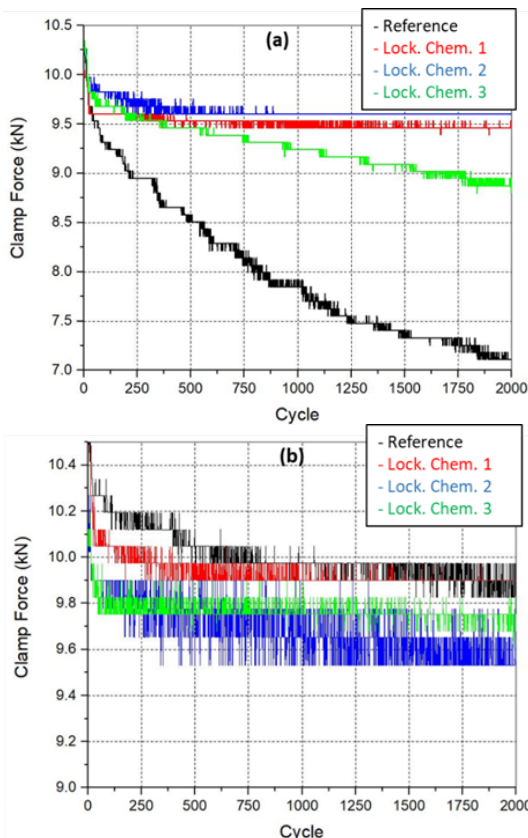 (a)
- Reference
- Lock. Chem. 1
- Lock. Chem. 2
- Lock. Chem. 3
Clamp Force (kN)
10.5
10.0
9.5
9.0
8.5
8.0
7.5
7.0
0 250 500 750 1000 1250 1500 1750 2000
Cycle
(b)
- Reference
- Lock. Chem. 1
- Lock. Chem. 2
- Lock. Chem. 3
Clamp Force (kN)
10.4
10.2
10.0
9.8
9.6
9.4
9.2
9.0
0 250 500 750 1000 1250 1500 1750 2000
Cycle